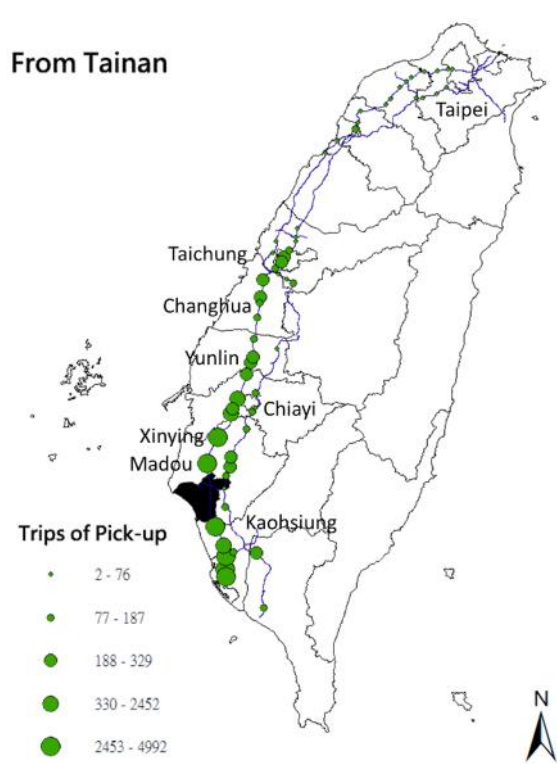 From Tainan
Taipei
Taichung
Changhua
Yunlin
Chiayi
Xinying
Madou
Kaohsiung
Trips of Pick-up
2 - 76
77 - 187
188 - 329
330 - 2452
2453 - 4992
N